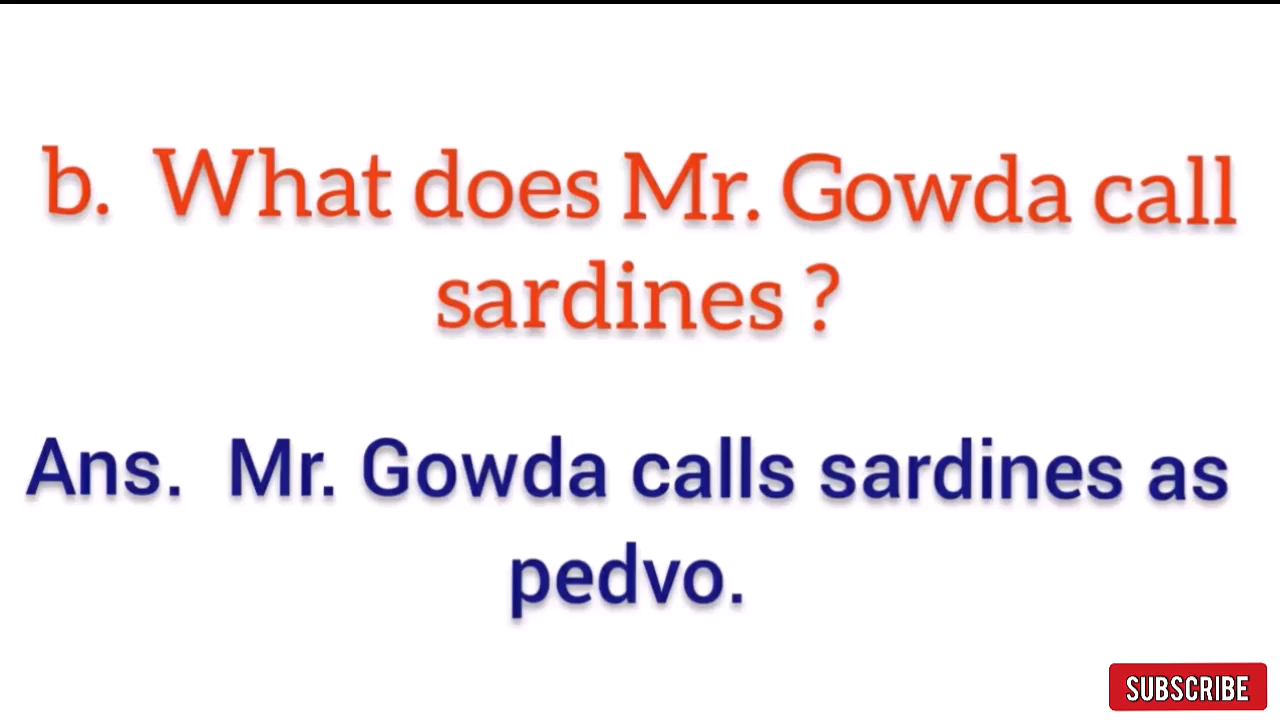 b. What does Mr. Gowda call
sardines ?
Ans. Mr. Gowda calls sardines as
pedvo.
SUBSCRIBE